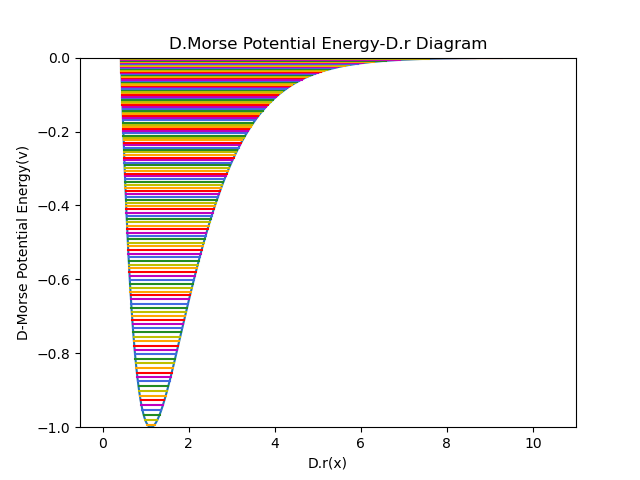 D.Morse Potential Energy-D.r Diagram
0.0
−0.2
−0.4
−0.6
−0.8
−1.0
D-Morse Potential Energy(v)
0 2 4 6 8 10
D.r(x)